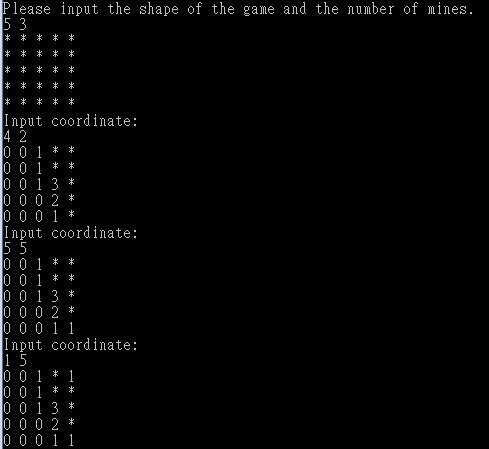 Please input the shape of the game and the number of mines.
5 3
* * * * *
* * * * *
* * * * *
* * * * *
* * * * *
Input coordinate:
4 2
0 0 1 * *
0 0 1 * *
0 0 1 3 *
0 0 0 2 *
0 0 0 1 *
Input coordinate:
5 5
0 0 1 * *
0 0 1 * *
0 0 1 3 *
0 0 0 2 *
0 0 0 1 1
Input coordinate:
1 5
0 0 1 * 1
0 0 1 * *
0 0 1 3 *
0 0 0 2 *
0 0 0 1 1